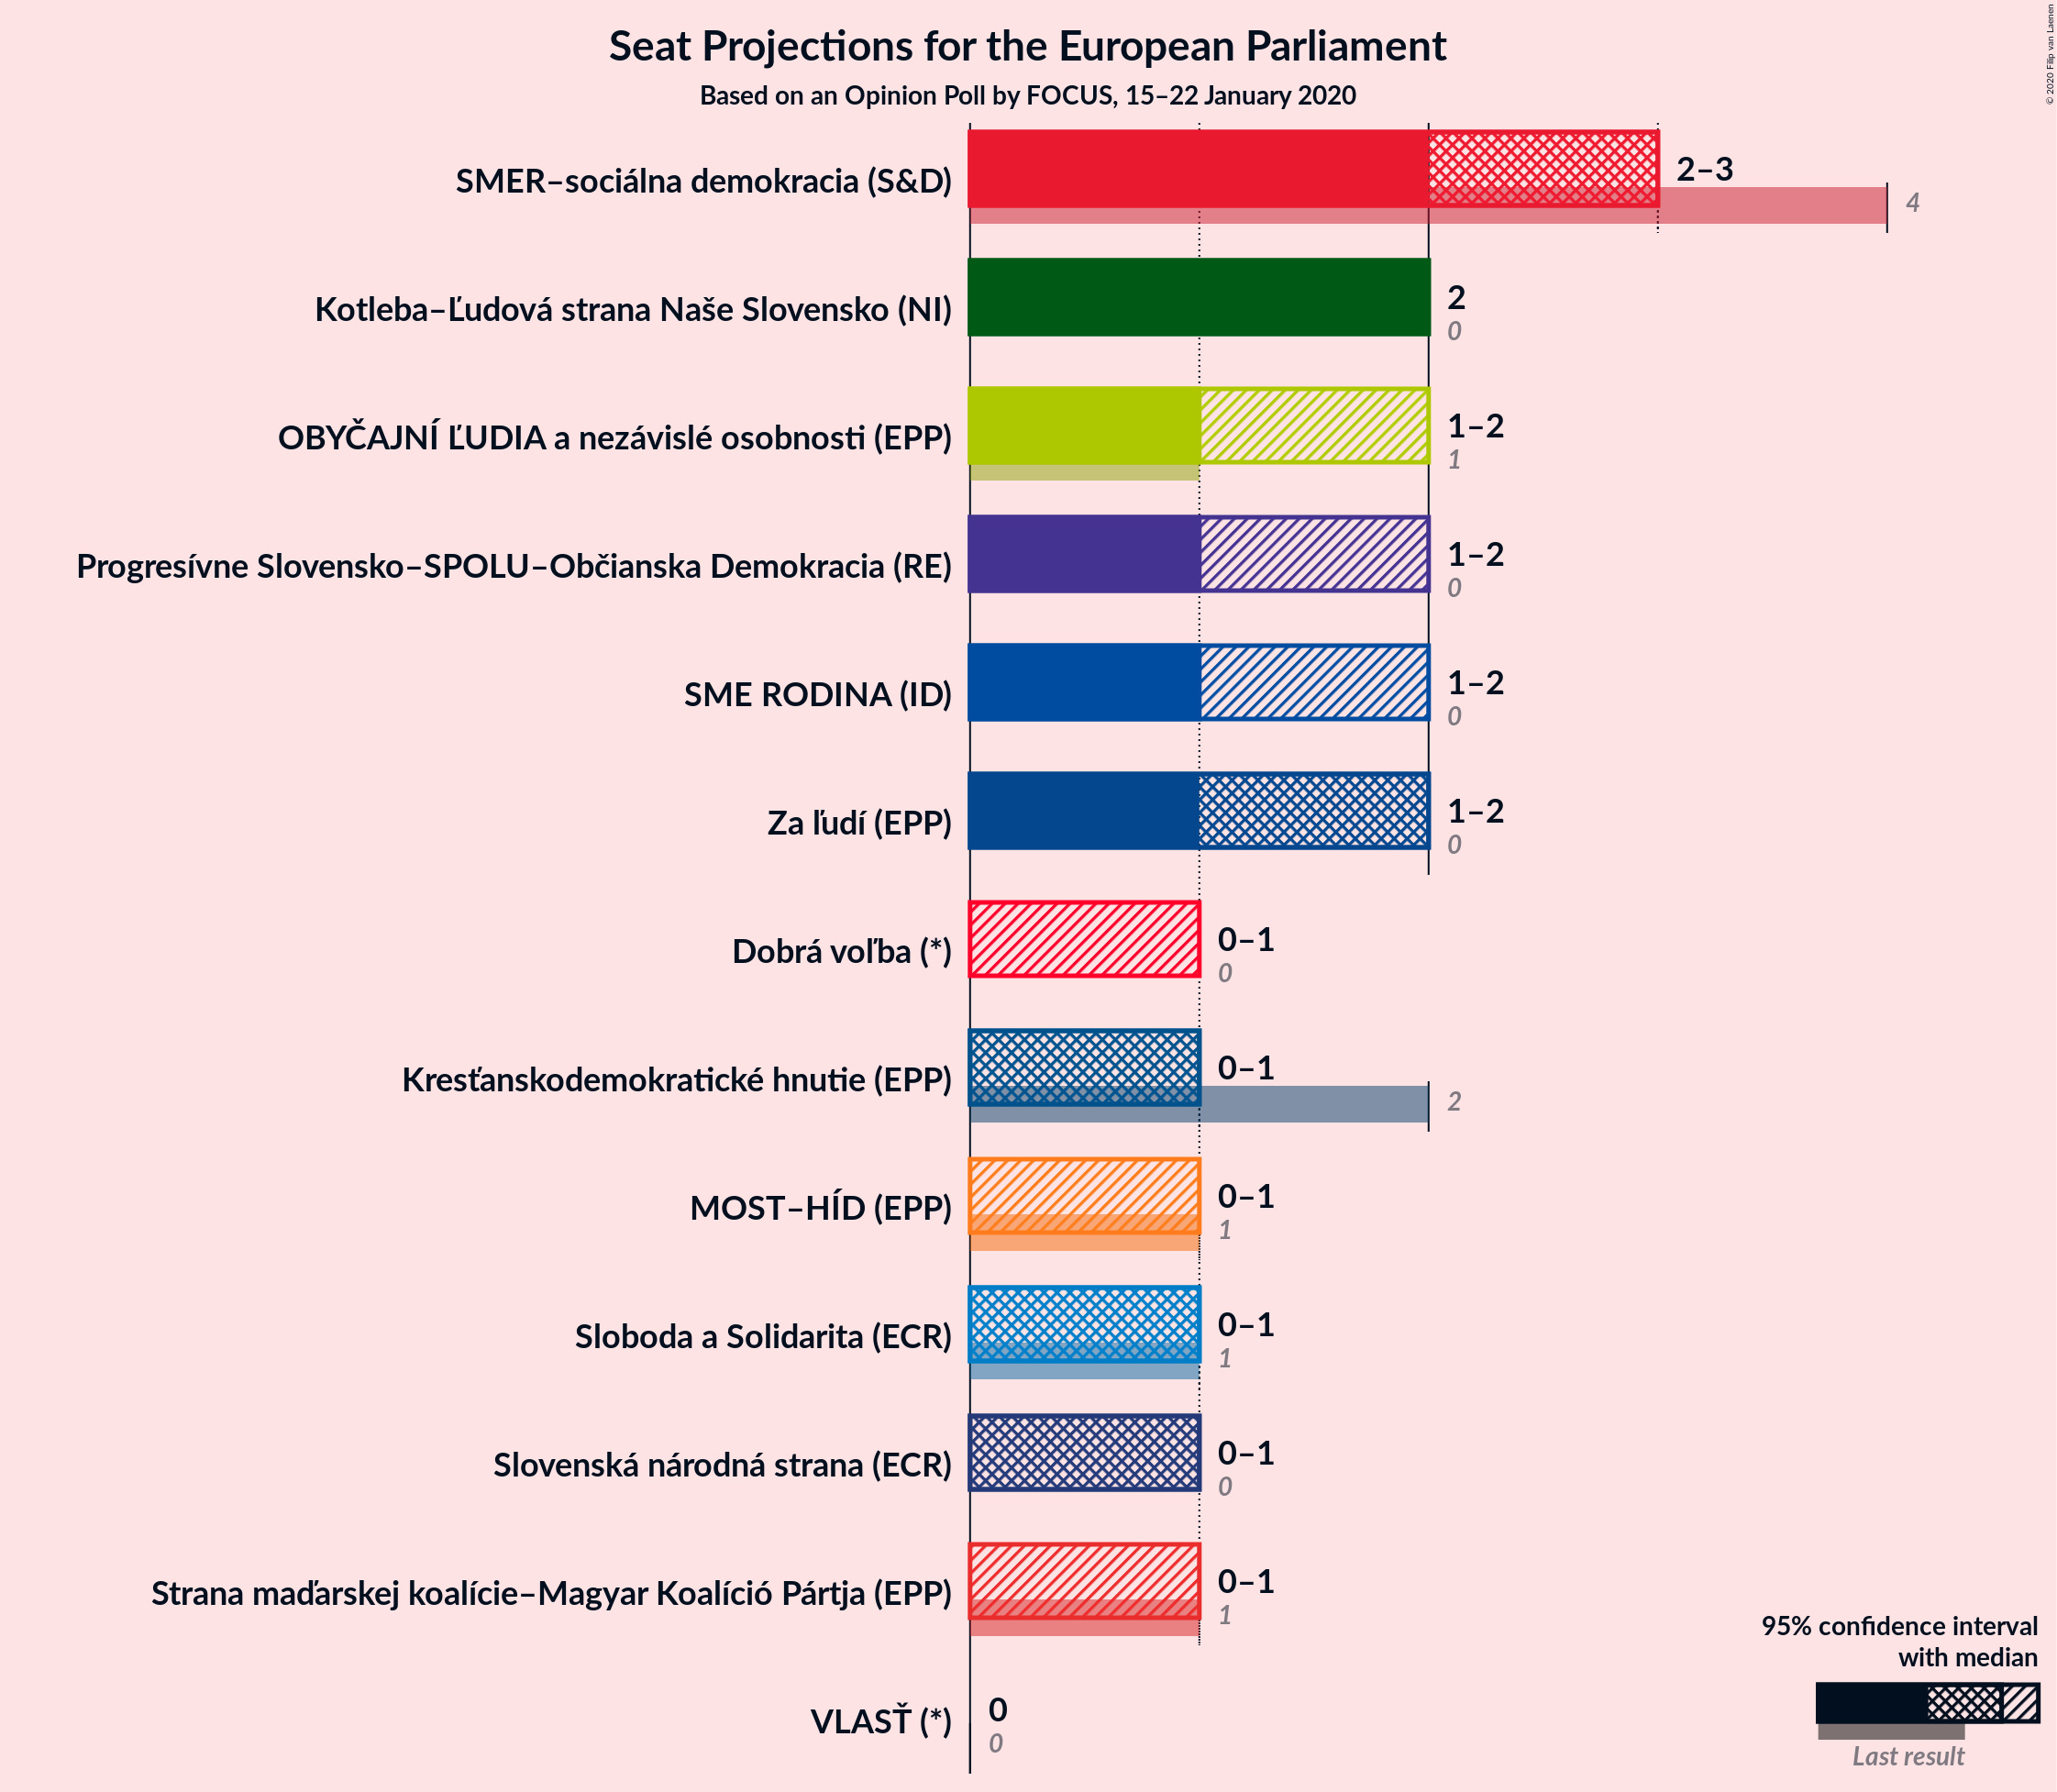 Seat Projections for the European Parliament
Based on an Opinion Poll by FOCUS, 15–22 January 2020
© 2020 Filip van Laenen
SMER–sociálna demokracia (S&D)
2–3
4
Kotleba–Ľudová strana Naše Slovensko (NI)
2
0
OBYČAJNÍ ĽUDIA a nezávislé osobnosti (EPP)
1–2
1
Progresívne Slovensko–SPOLU–Občianska Demokracia (RE)
1–2
0
SME RODINA (ID)
1–2
0
Za ľudí (EPP)
1–2
0
Dobrá voľba (*)
0–1
0
Kresťanskodemokratické hnutie (EPP)
0–1
2
MOST–HÍD (EPP)
0–1
1
Sloboda a Solidarita (ECR)
0–1
1
Slovenská národná strana (ECR)
0–1
0
Strana maďarskej koalície–Magyar Koalíció Pártja (EPP)
0–1
1
VLASŤ (*)
0
0
95% confidence interval
with median
Last result